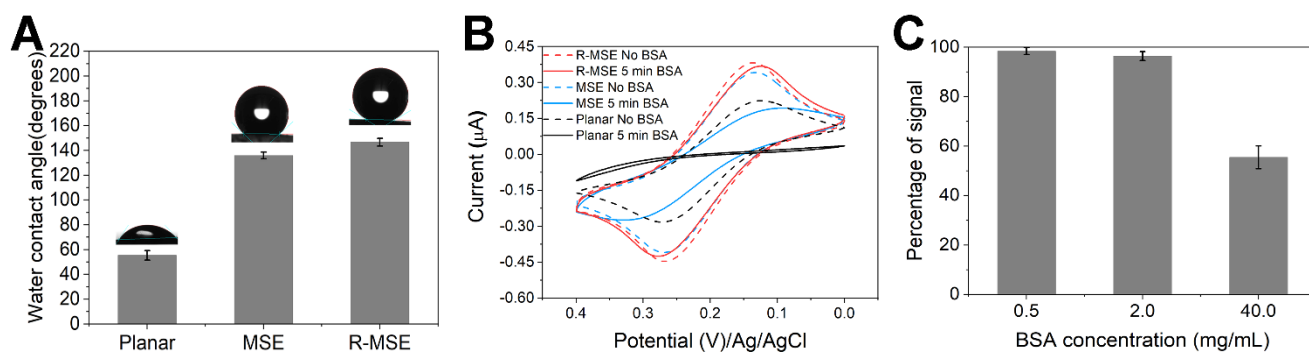 A
Water contact angle(degrees)
220
200
180
160
140
120
100
80
60
40
20
0
Planar
MSE
R-MSE
B
Current (μA)
0.45
0.30
0.15
0.00
-0.15
-0.30
-0.45
-0.60
R-MSE No BSA
R-MSE 5 min BSA
MSE No BSA
MSE 5 min BSA
Planar No BSA
Planar 5 min BSA
0.4
0.3
0.2
0.1
0.0
Potential (V)/Ag/AgCl
C
Percentage of signal
100
80
60
40
20
0
0.5
2.0
40.0
BSA concentration (mg/mL)